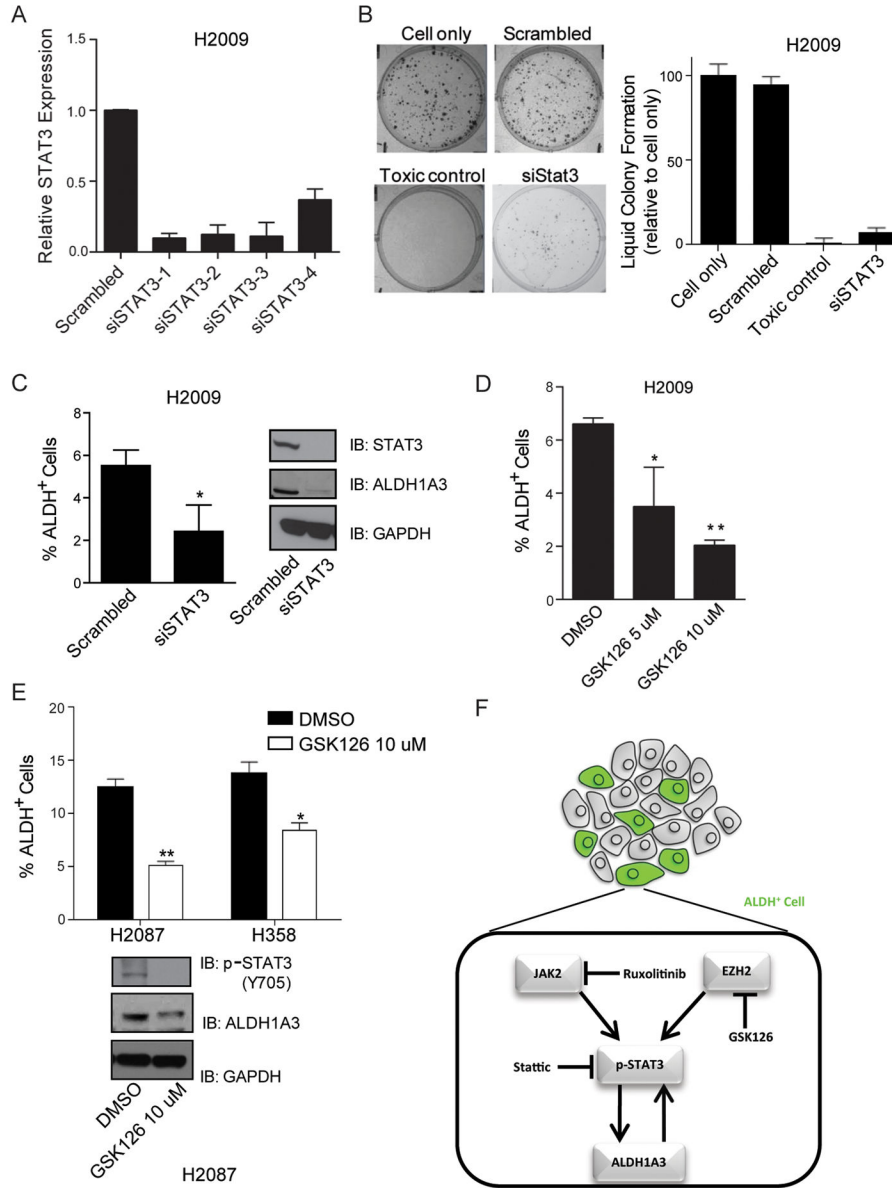 A
H2009
Relative STAT3 Expression
1.0
0.5
0.0
Scrambled
siSTAT3-1
siSTAT3-2
siSTAT3-3
siSTAT3-4
B
Cell only
Scrambled
Toxic control
siStat3
H2009
Liquid Colony Formation
(relative to cell only)
100
50
0
Cell only
Scrambled
Toxic control
siSTAT3
C
H2009
% ALDH+ Cells
8
6
4
2
0
*
Scrambled
siSTAT3
IB: STAT3
IB: ALDH1A3
IB: GAPDH
Scrambled
siSTAT3
D
H2009
% ALDH+ Cells
8
6
4
2
0
*
**
DMSO
GSK126 5 uM
GSK126 10 uM
E
% ALDH+ Cells
20
15
10
5
0
DMSO
GSK126 10 uM
**
*
H2087
H358
IB: p-STAT3
(Y705)
IB: ALDH1A3
IB: GAPDH
DMSO
GSK126 10 uM
H2087
F
ALDH+ Cell
JAK2
Ruxolitinib
EZH2
GSK126
Stattic
p-STAT3
ALDH1A3